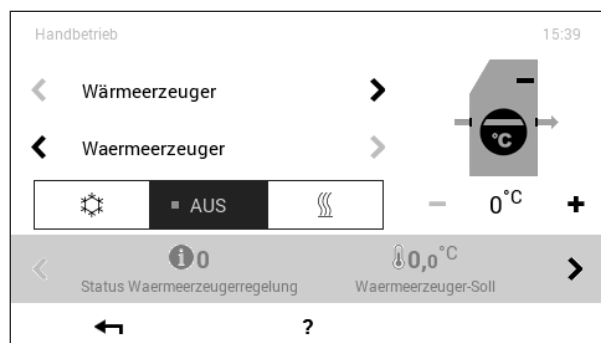 Handbetrieb 15:39
Wärmeerzeuger
°C
Waermeerzeuger
AUS
0°C
0
0,0°C
Status Waermeerzeugerregelung
Waermeerzeuger-Soll
?